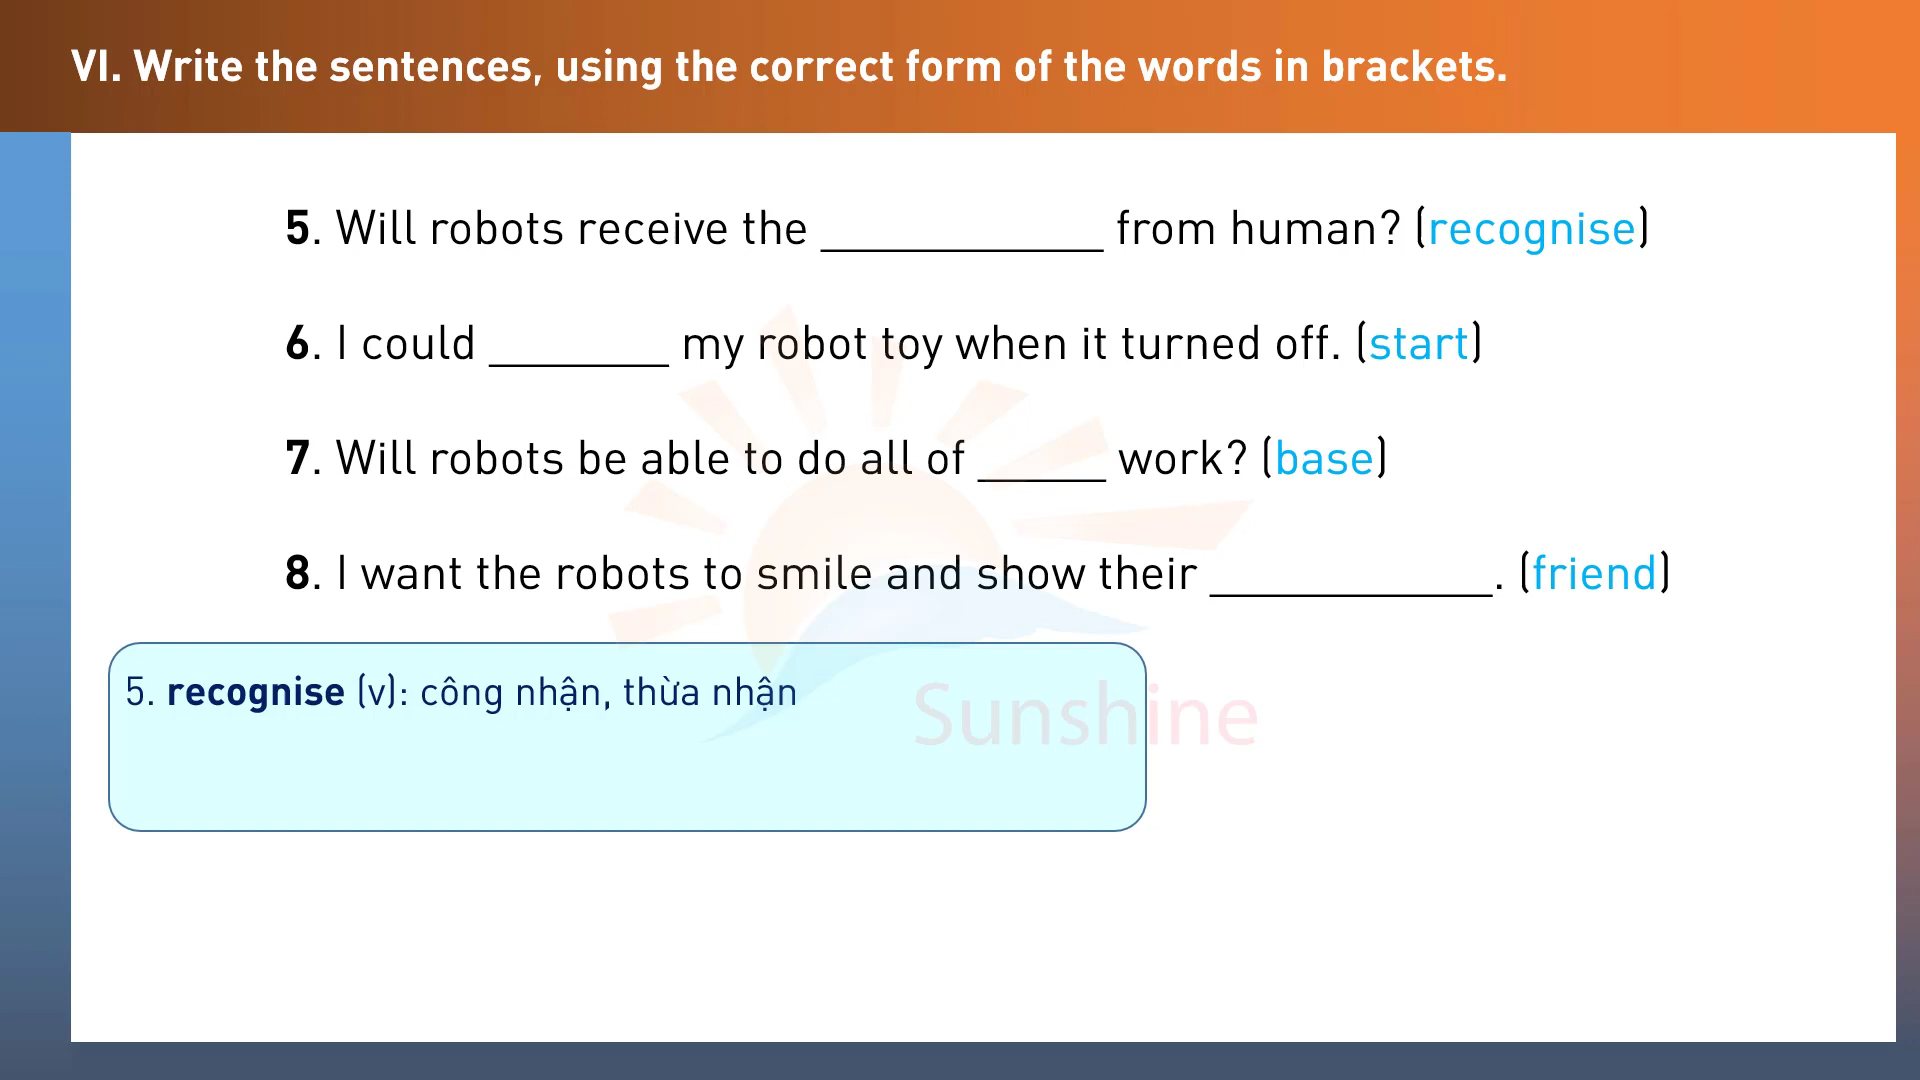 VI. Write the sentences, using the correct form of the words in brackets.
5. Will robots receive the ____________ from human? (recognise)
6. I could ________ my robot toy when it turned off. (start)
7. Will robots be able to do all of ______ work? (base)
8. I want the robots to smile and show their ____________. (friend)
5. recognise (v): công nhận, thừa nhận
Sunshine